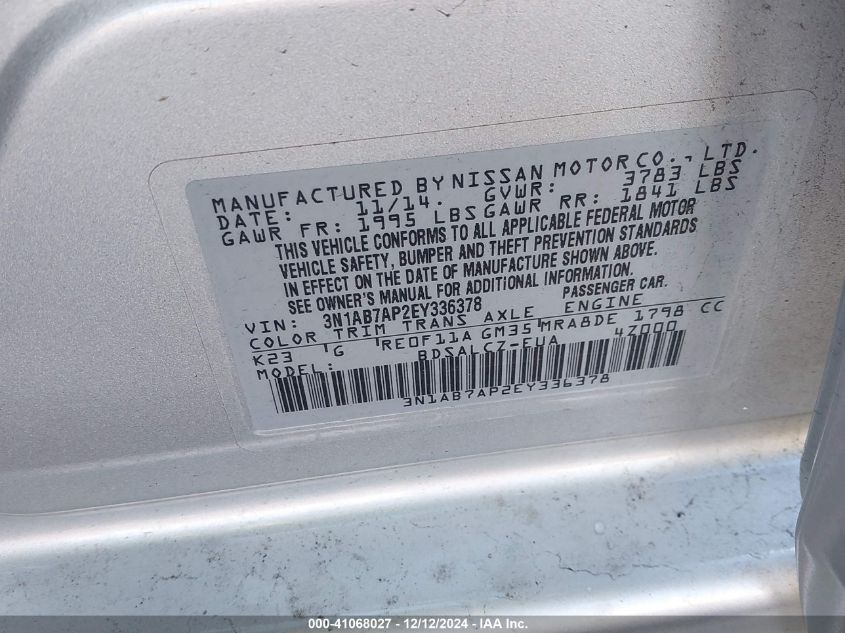 MANUFACTURED BY NISSAN MOTOR CO., LTD.
DATE: 11/14. GVWR: 3783 LBS
GAWR FR: 1995 LBS GAWR RR: 1841 LBS
THIS VEHICLE CONFORMS TO ALL APPLICABLE FEDERAL MOTOR
VEHICLE SAFETY, BUMPER AND THEFT PREVENTION STANDARDS
IN EFFECT ON THE DATE OF MANUFACTURE SHOWN ABOVE.
SEE OWNER'S MANUAL FOR ADDITIONAL INFORMATION.
VIN: 3N1AB7AP2EY336378 PASSENGER CAR.
COLOR TRIM TRANS AXLE ENGINE
K23 G RE0F11A GM35 MRA8DE 1798 CC
MODEL: BDSALCZ-EUA 4Z000
3N1AB7AP2EY336378
000-41068027 - 12/12/2024 - IAA Inc.